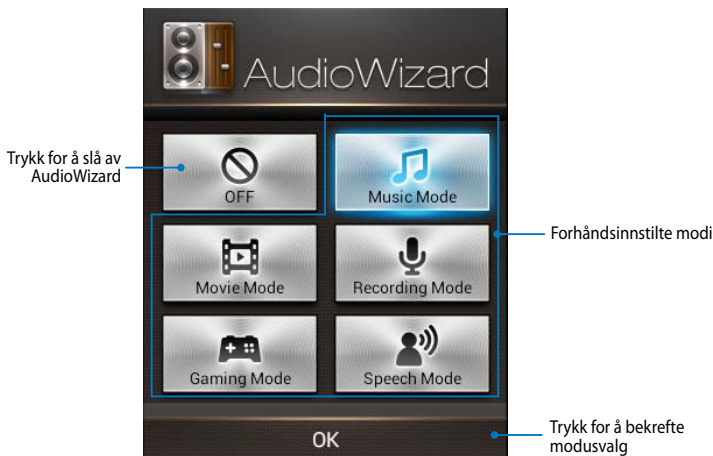 AudioWizard
Trykk for å slå av
AudioWizard
OFF
Music Mode
Forhåndsinnstilte modi
Movie Mode
Recording Mode
Gaming Mode
Speech Mode
OK
Trykk for å bekrefte
modusvalg